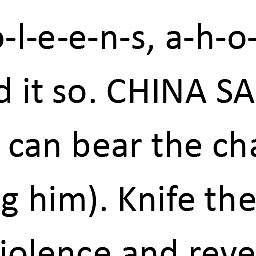 o-l-e-e-n-s, a-h-o-
d it so. CHINA SA
can bear the cha
g him). Knife the
iolence and reve